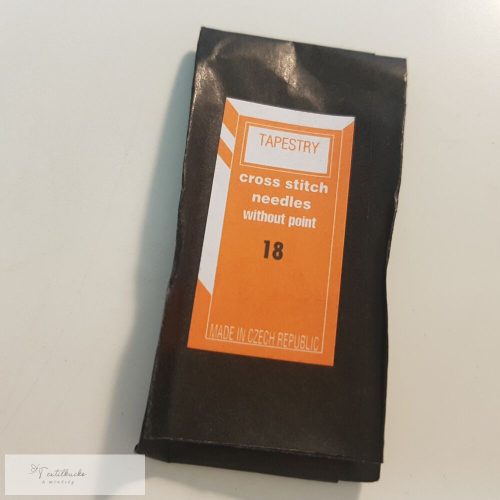 TAPESTRY
cross stitch
needles
without point
18
MADE IN CZECH REPUBLIC